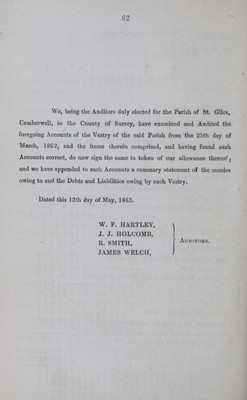 62
We, being the Auditors duly elected for the Parish of St. Giles,
Camberwell, in the County of Surrey, have examined and Audited the
foregoing Accounts of the Vestry of the said Parish from the 25th day of
March, 1862, and the items therein comprised, and having found such
Accounts correct, do now sign the same in token of our allowance thereof;
and we have appended to such Accounts a summary statement of the monies
owing to and the Debts and Liabilities owing by such Vestry.
Dated this 12th day of May, 1863.
W. F. HARTLEY,
J. J. HOLCOMB,
R. SMITH,
JAMES WELCH,
AUDITORS.